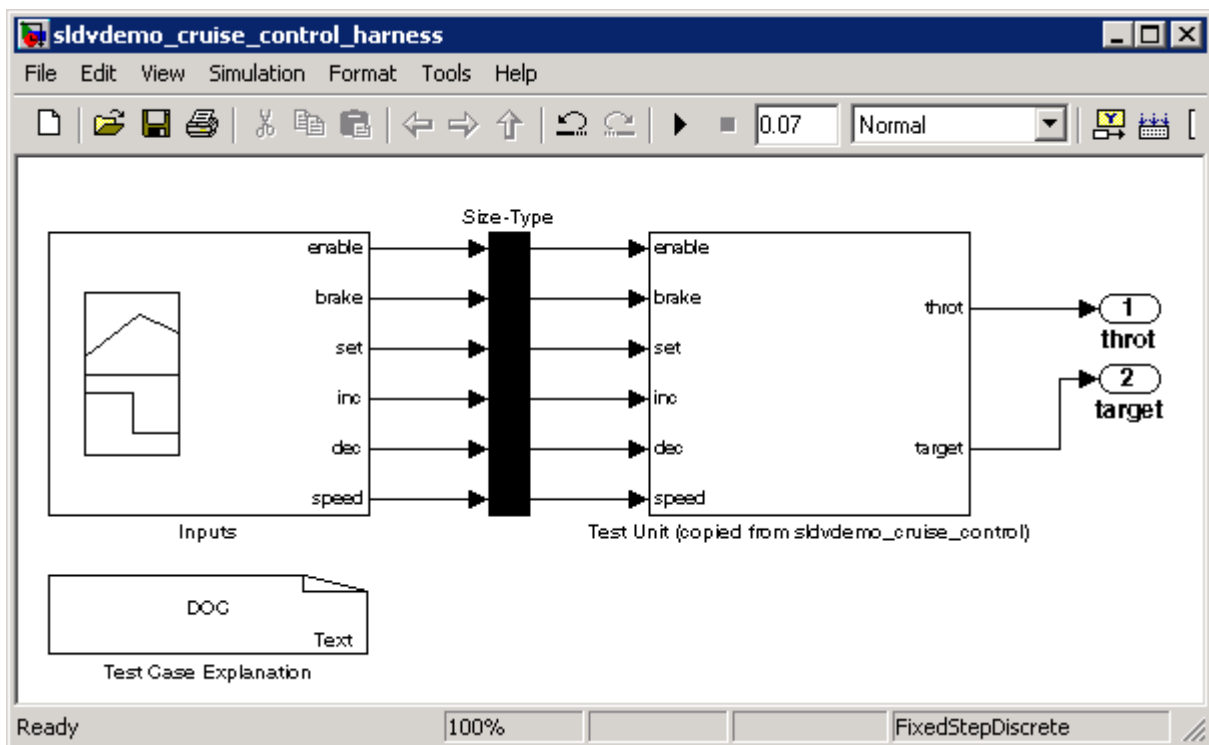 sldvdemo_cruise_control_harness
File Edit View Simulation Format Tools Help
0.07 Normal
Size-Type
enable
brake
set
inc
dec
speed
Inputs
enable
brake
set
inc
dec
speed
throt
target
Test Unit (copied from sldvdemo_cruise_control)
1
throt
2
target
DOC
Text
Test Case Explanation
Ready 100% FixedStepDiscrete